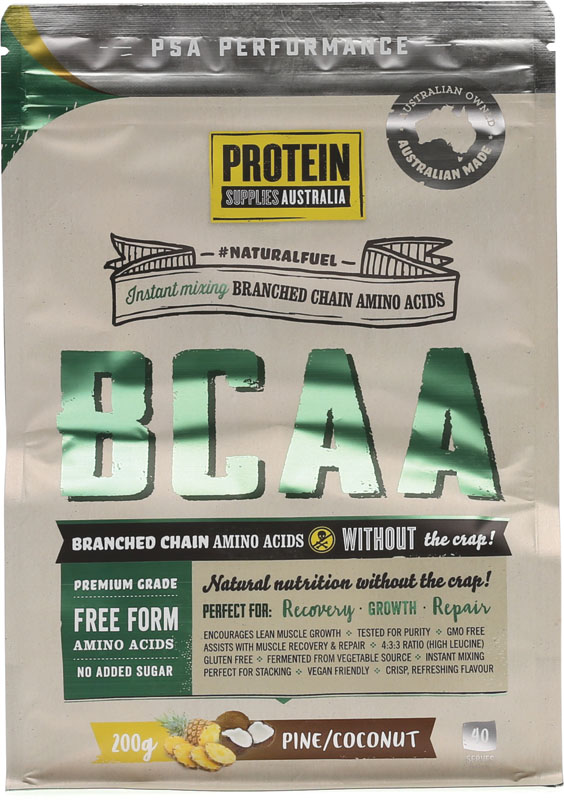 PSA PERFORMANCE
AUSTRALIAN OWNED
AUSTRALIAN MADE
PROTEIN
SUPPLIES AUSTRALIA
#NATURALFUEL
Instant mixing BRANCHED CHAIN AMINO ACIDS
BCAA
BRANCHED CHAIN AMINO ACIDS WITHOUT the crap!
PREMIUM GRADE
FREE FORM
AMINO ACIDS
NO ADDED SUGAR
Natural nutrition without the crap!
PERFECT FOR: Recovery · GROWTH · Repair
ENCOURAGES LEAN MUSCLE GROWTH ❖ TESTED FOR PURITY ❖ GMO FREE
ASSISTS WITH MUSCLE RECOVERY & REPAIR ❖ 4:3:3 RATIO (HIGH LEUCINE)
GLUTEN FREE ❖ FERMENTED FROM VEGETABLE SOURCE ❖ INSTANT MIXING
PERFECT FOR STACKING ❖ VEGAN FRIENDLY ❖ CRISP, REFRESHING FLAVOUR
200g
PINE/COCONUT
40
SERVES